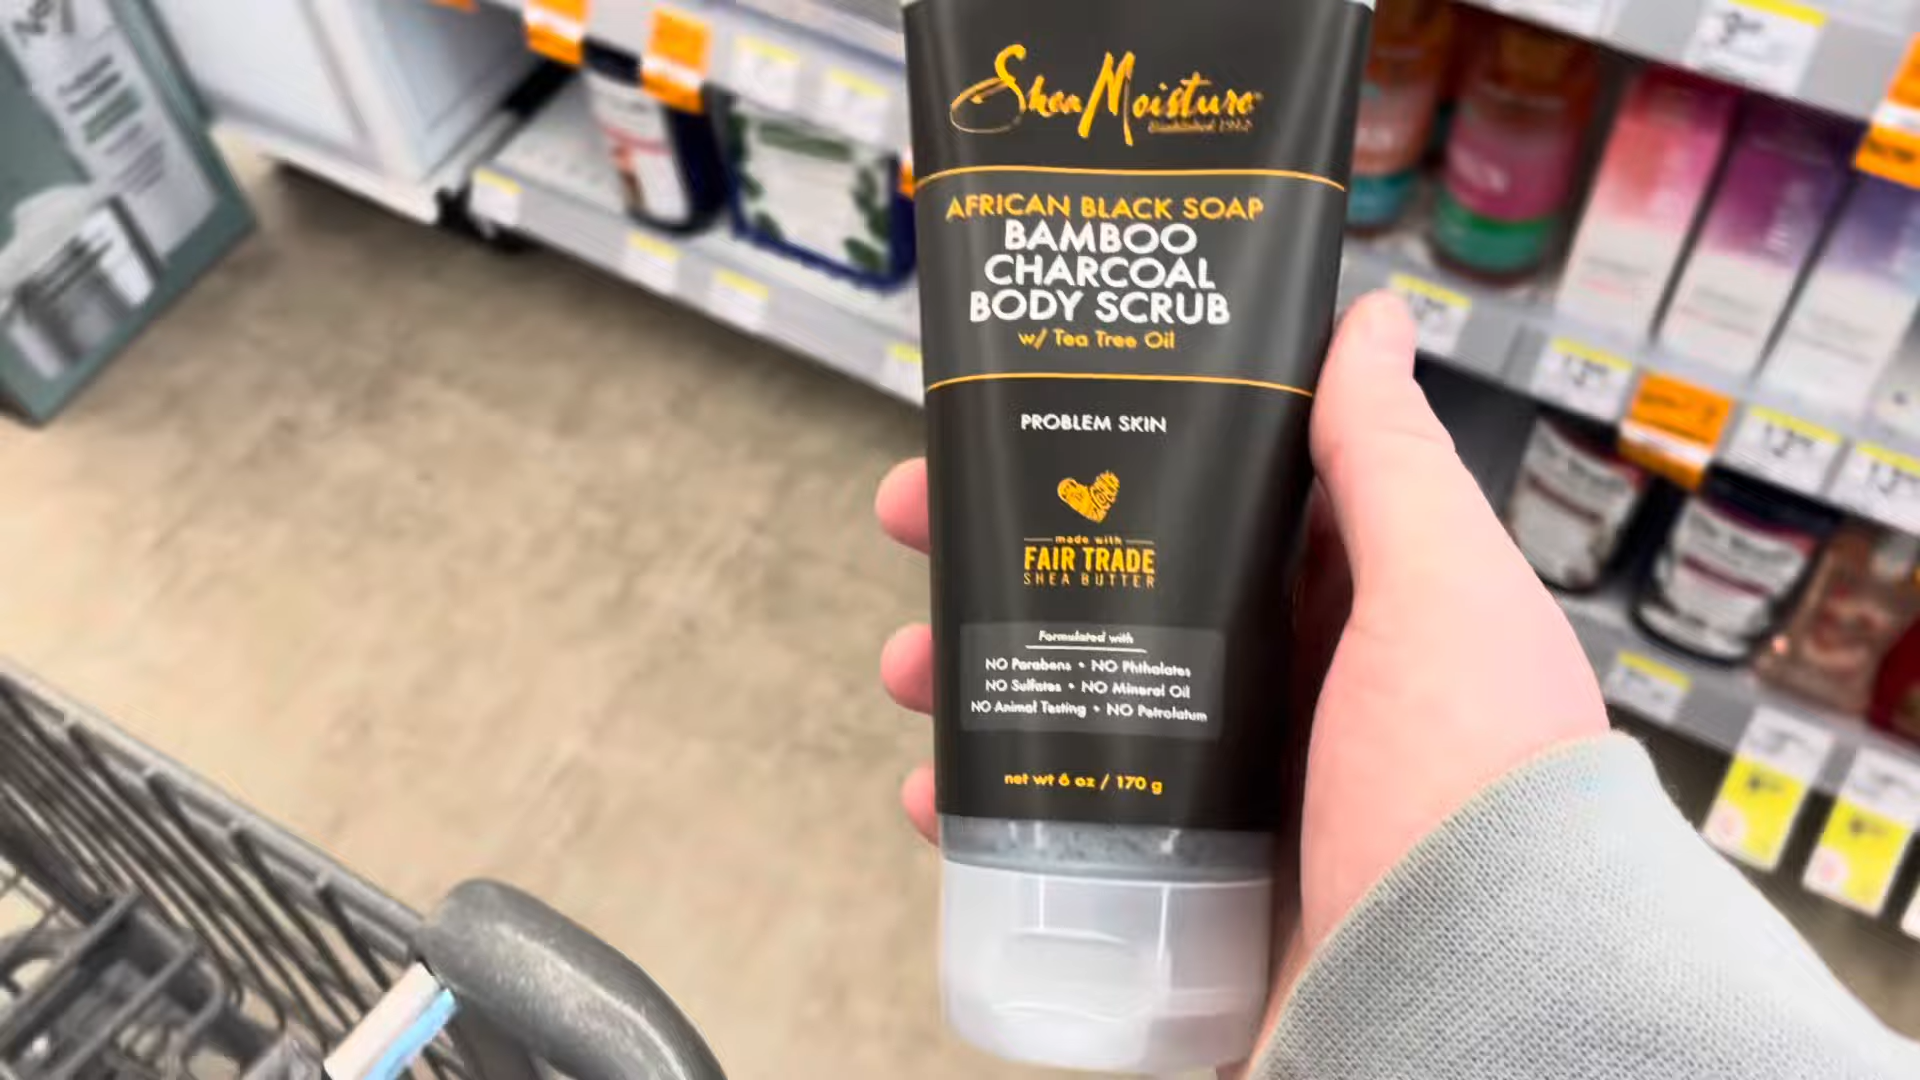 SheaMoisture
Established 1912
AFRICAN BLACK SOAP
BAMBOO
CHARCOAL
BODY SCRUB
w/ Tea Tree Oil
PROBLEM SKIN
made with
FAIR TRADE
SHEA BUTTER
Formulated with
NO Parabens • NO Phthalates
NO Sulfates • NO Mineral Oil
NO Animal Testing • NO Petrolatum
net wt 6 oz / 170 g